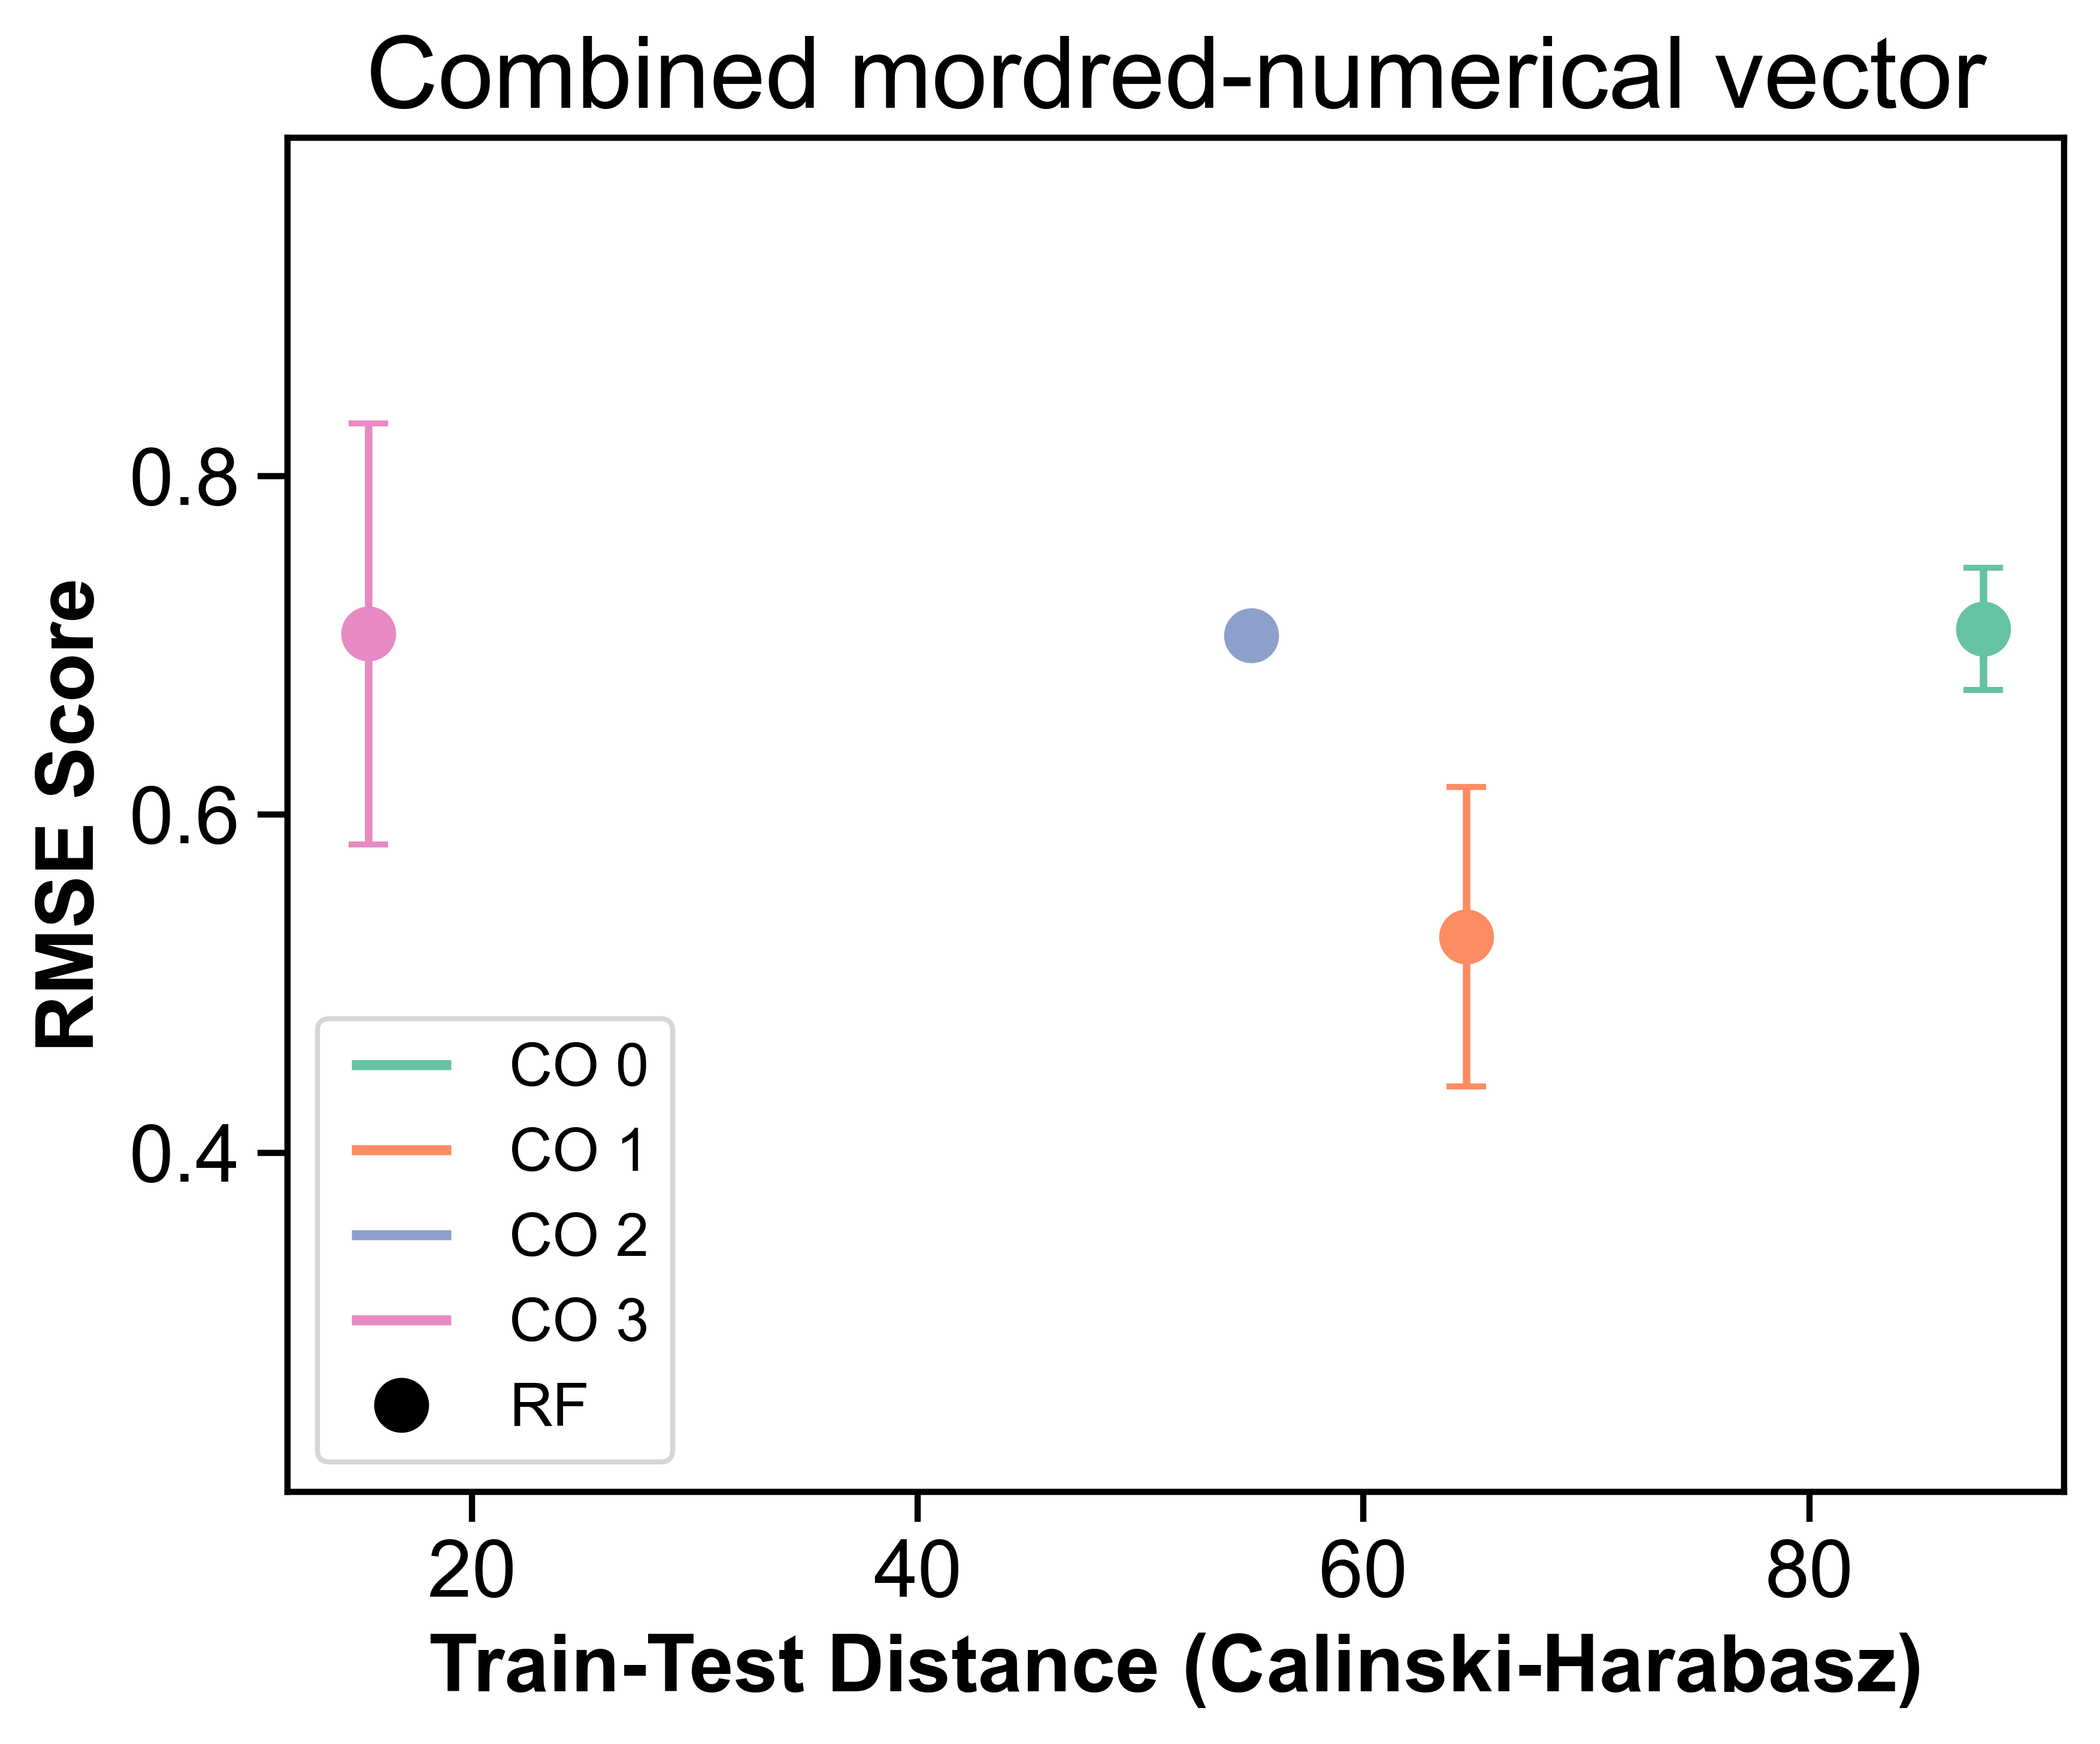 Combined mordred-numerical vector
RMSE Score
0.8
0.6
0.4
CO 0
CO 1
CO 2
CO 3
RF
20 40 60 80
Train-Test Distance (Calinski-Harabasz)